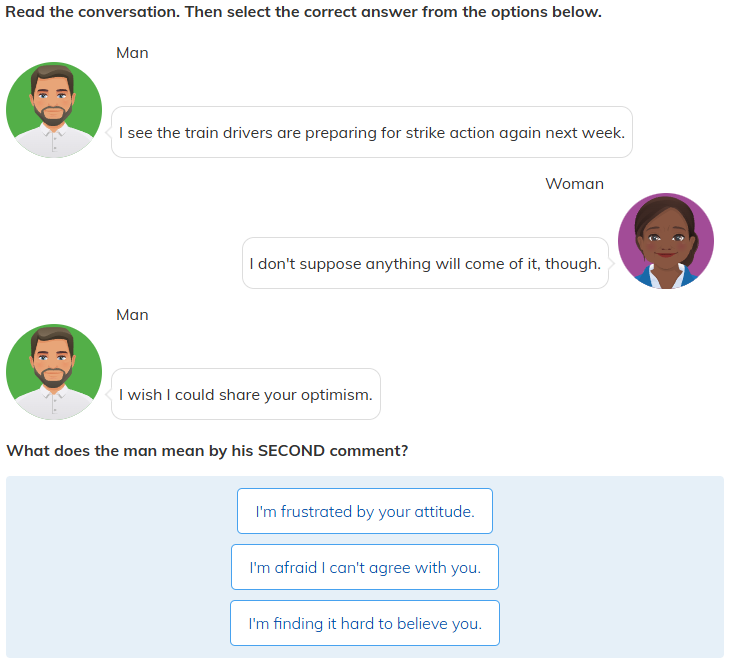 Read the conversation. Then select the correct answer from the options below.
Man
I see the train drivers are preparing for strike action again next week.
Woman
I don't suppose anything will come of it, though.
Man
I wish I could share your optimism.
What does the man mean by his SECOND comment?
I'm frustrated by your attitude.
I'm afraid I can't agree with you.
I'm finding it hard to believe you.